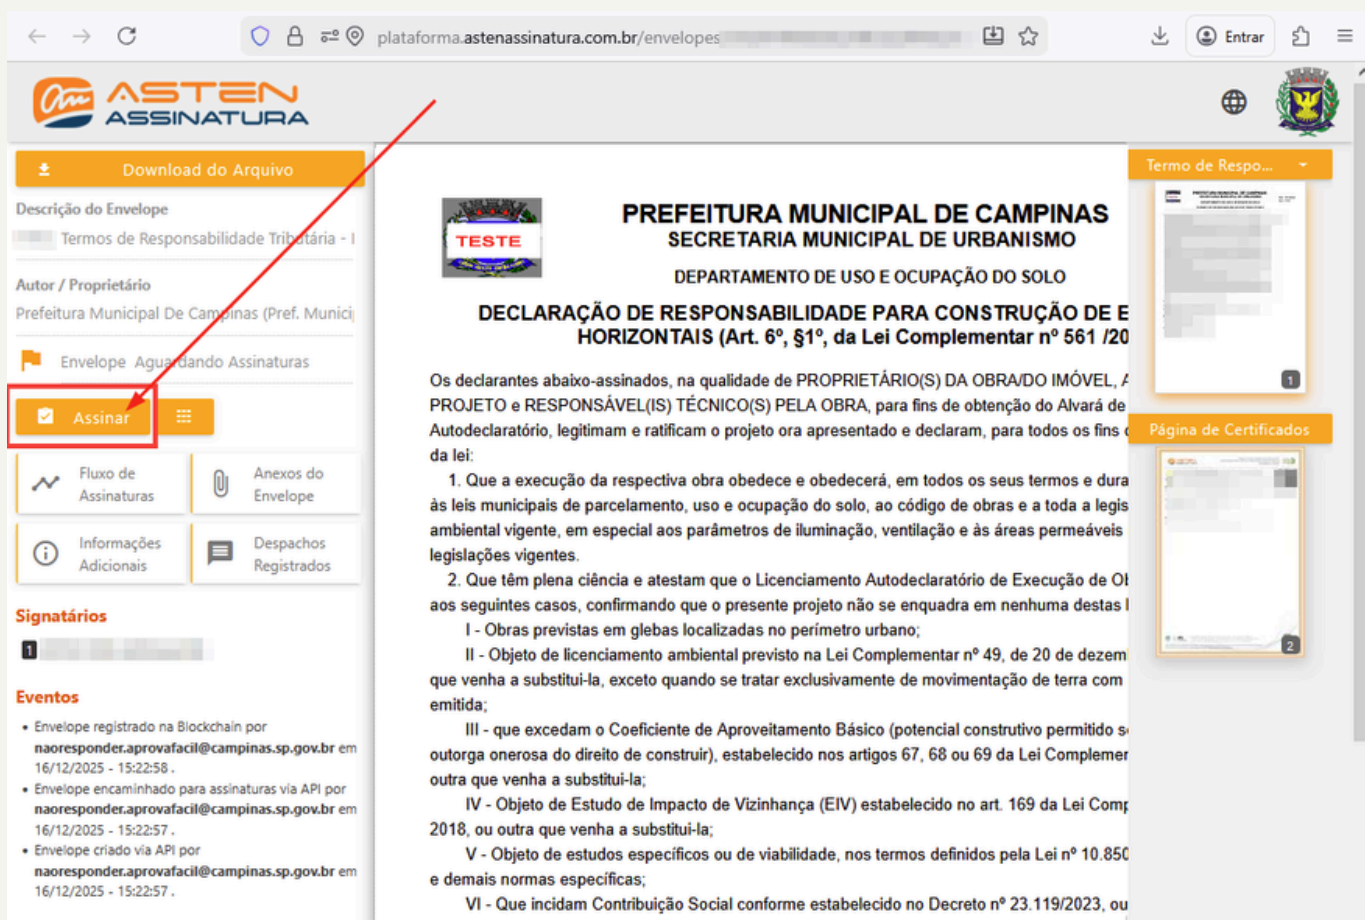 plataforma.astenassinatura.com.br/envelopes
Entrar
ASTEN
ASSINATURA
Download do Arquivo
Descrição do Envelope
Termos de Responsabilidade Tributária -
Autor / Proprietário
Prefeitura Municipal De Campinas (Pref. Munici
Envelope Aguardando Assinaturas
Assinar
Fluxo de
Assinaturas
Anexos do
Envelope
Informações
Adicionais
Despachos
Registrados
Signatários
1
Eventos
• Envelope registrado na Blockchain por
naoresponder.aprovafacil@campinas.sp.gov.br em
16/12/2025 - 15:22:58 .
• Envelope encaminhado para assinaturas via API por
naoresponder.aprovafacil@campinas.sp.gov.br em
16/12/2025 - 15:22:57 .
• Envelope criado via API por
naoresponder.aprovafacil@campinas.sp.gov.br em
16/12/2025 - 15:22:57 .
TESTE
PREFEITURA MUNICIPAL DE CAMPINAS
SECRETARIA MUNICIPAL DE URBANISMO
DEPARTAMENTO DE USO E OCUPAÇÃO DO SOLO
DECLARAÇÃO DE RESPONSABILIDADE PARA CONSTRUÇÃO DE E
HORIZONTAIS (Art. 6º, §1º, da Lei Complementar nº 561 /20
Os declarantes abaixo-assinados, na qualidade de PROPRIETÁRIO(S) DA OBRA/DO IMÓVEL, A
PROJETO e RESPONSÁVEL(IS) TÉCNICO(S) PELA OBRA, para fins de obtenção do Alvará de
Autodeclaratório, legitimam e ratificam o projeto ora apresentado e declaram, para todos os fins
da lei:
1. Que a execução da respectiva obra obedece e obedecerá, em todos os seus termos e dura
às leis municipais de parcelamento, uso e ocupação do solo, ao código de obras e a toda a legis
ambiental vigente, em especial aos parâmetros de iluminação, ventilação e às áreas permeáveis
legislações vigentes.
2. Que têm plena ciência e atestam que o Licenciamento Autodeclaratório de Execução de Ob
aos seguintes casos, confirmando que o presente projeto não se enquadra em nenhuma destas
I - Obras previstas em glebas localizadas no perímetro urbano;
II - Objeto de licenciamento ambiental previsto na Lei Complementar nº 49, de 20 de dezem
que venha a substitui-la, exceto quando se tratar exclusivamente de movimentação de terra com
emitida;
III - que excedam o Coeficiente de Aproveitamento Básico (potencial construtivo permitido s
outorga onerosa do direito de construir), estabelecido nos artigos 67, 68 ou 69 da Lei Complemer
outra que venha a substitui-la;
IV - Objeto de Estudo de Impacto de Vizinhança (EIV) estabelecido no art. 169 da Lei Comp
2018, ou outra que venha a substitui-la;
V - Objeto de estudos específicos ou de viabilidade, nos termos definidos pela Lei nº 10.850
e demais normas específicas;
VI - Que incidam Contribuição Social conforme estabelecido no Decreto nº 23.119/2023, ou
Termo de Respo...
1
Página de Certificados
2